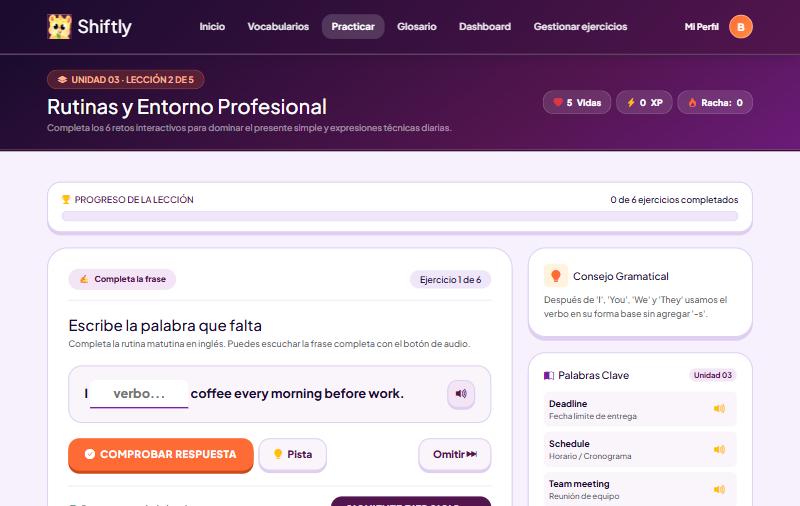 Shiftly
Inicio Vocabularios Practicar Glosario Dashboard Gestionar ejercicios Mi Perfil B
UNIDAD 03 · LECCIÓN 2 DE 5
Rutinas y Entorno Profesional
Completa los 6 retos interactivos para dominar el presente simple y expresiones técnicas diarias.
5 Vidas 0 XP Racha: 0
PROGRESO DE LA LECCIÓN 0 de 6 ejercicios completados
Completa la frase Ejercicio 1 de 6
Escribe la palabra que falta
Completa la rutina matutina en inglés. Puedes escuchar la frase completa con el botón de audio.
I verbo... coffee every morning before work.
COMPROBAR RESPUESTA Pista Omitir
Consejo Gramatical
Después de 'I', 'You', 'We' y 'They' usamos el
verbo en su forma base sin agregar '-s'.
Palabras Clave Unidad 03
Deadline
Fecha límite de entrega
Schedule
Horario / Cronograma
Team meeting
Reunión de equipo